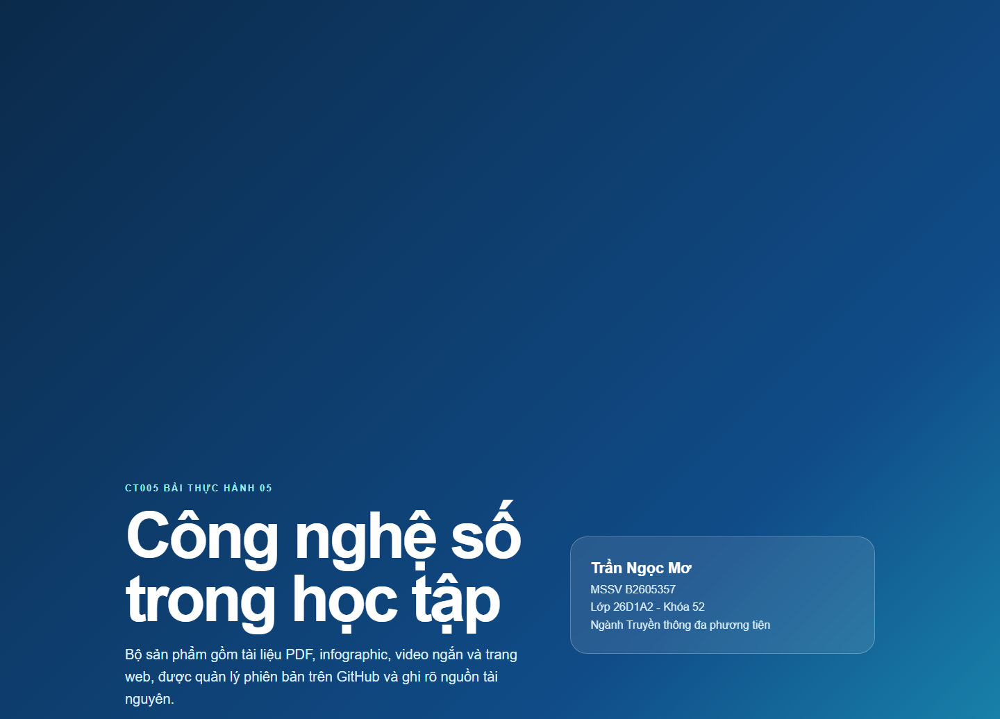 CT005 BÀI THỰC HÀNH 05
Công nghệ số
trong học tập
Bộ sản phẩm gồm tài liệu PDF, infographic, video ngắn và trang
web, được quản lý phiên bản trên GitHub và ghi rõ nguồn tài
nguyên.
Trần Ngọc Mơ
MSSV B2605357
Lớp 26D1A2 - Khóa 52
Ngành Truyền thông đa phương tiện